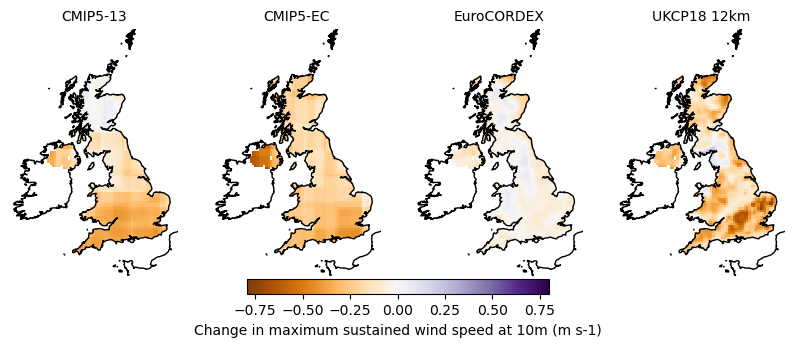 CMIP5-13 CMIP5-EC EuroCORDEX UKCP18 12km
−0.75 −0.50 −0.25 0.00 0.25 0.50 0.75
Change in maximum sustained wind speed at 10m (m s-1)